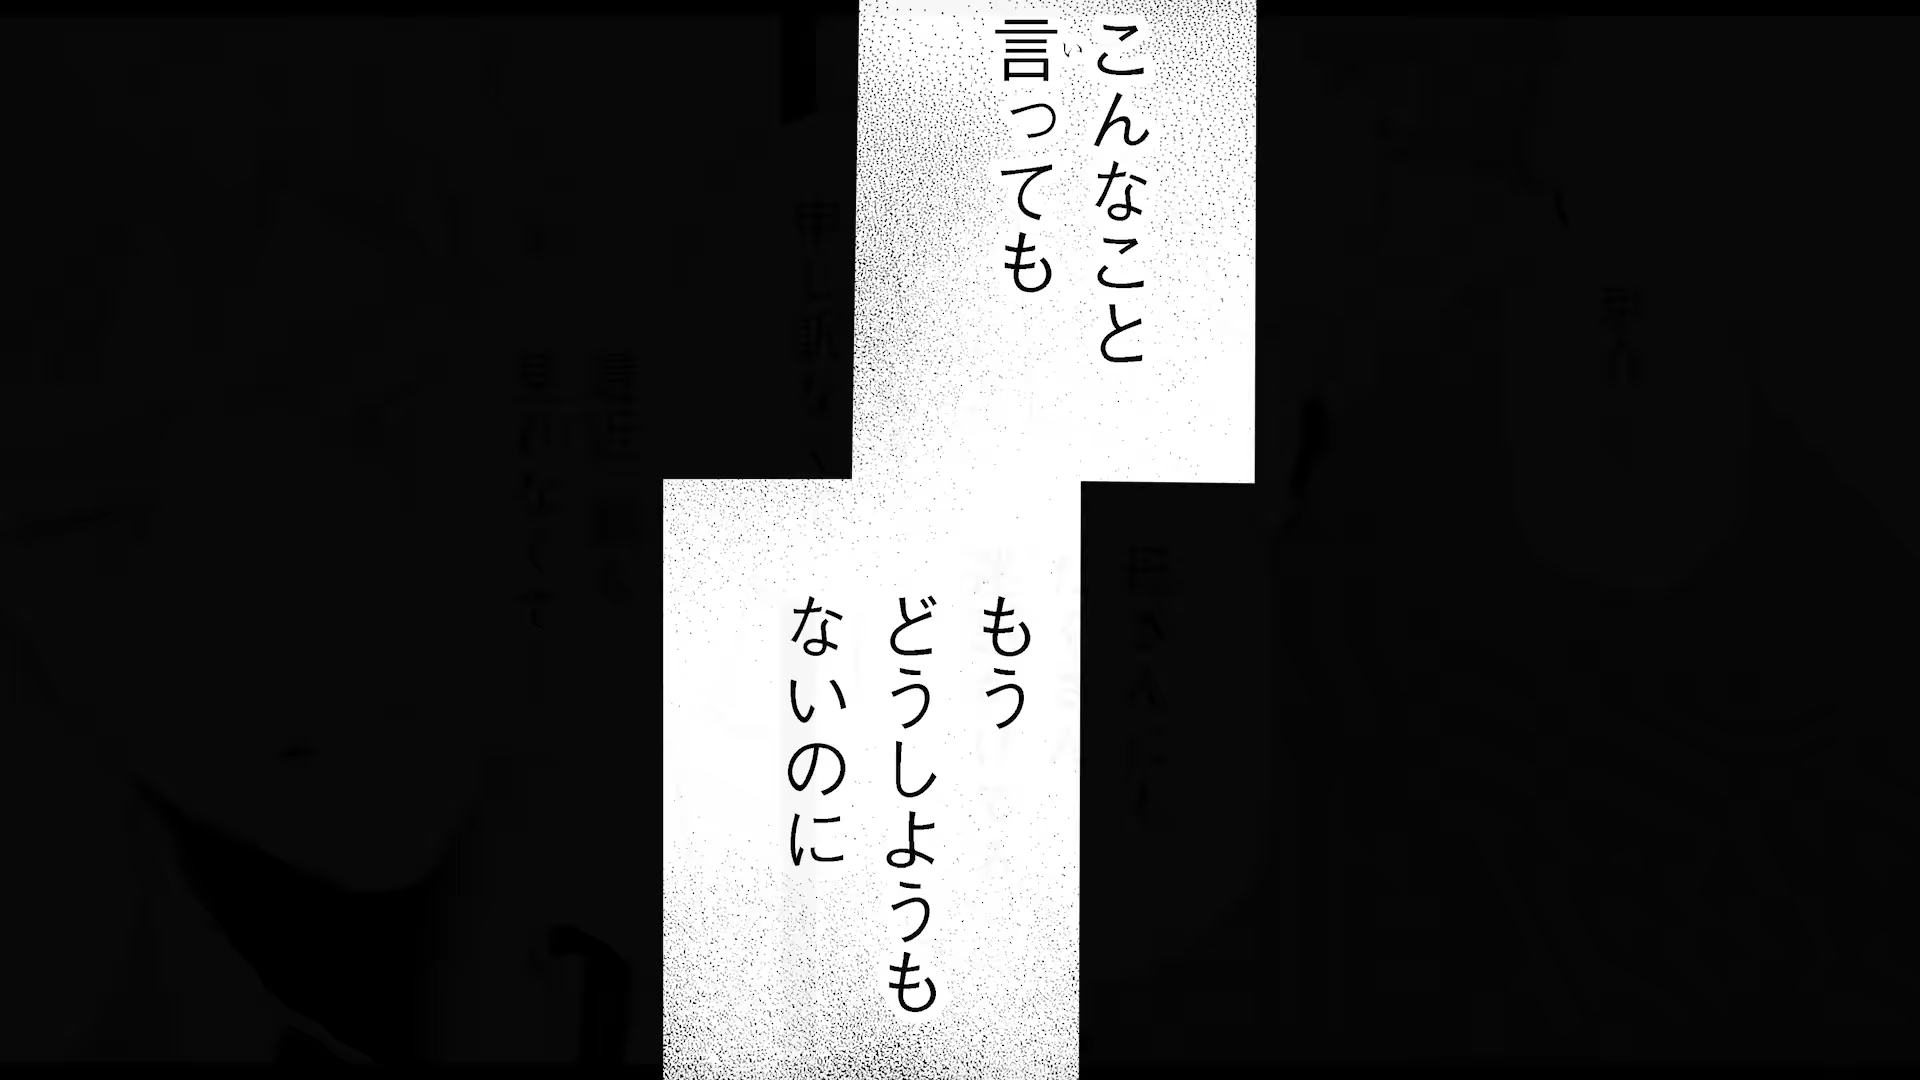 こんなこと
言っても
い
もう
どうしようも
ないのに